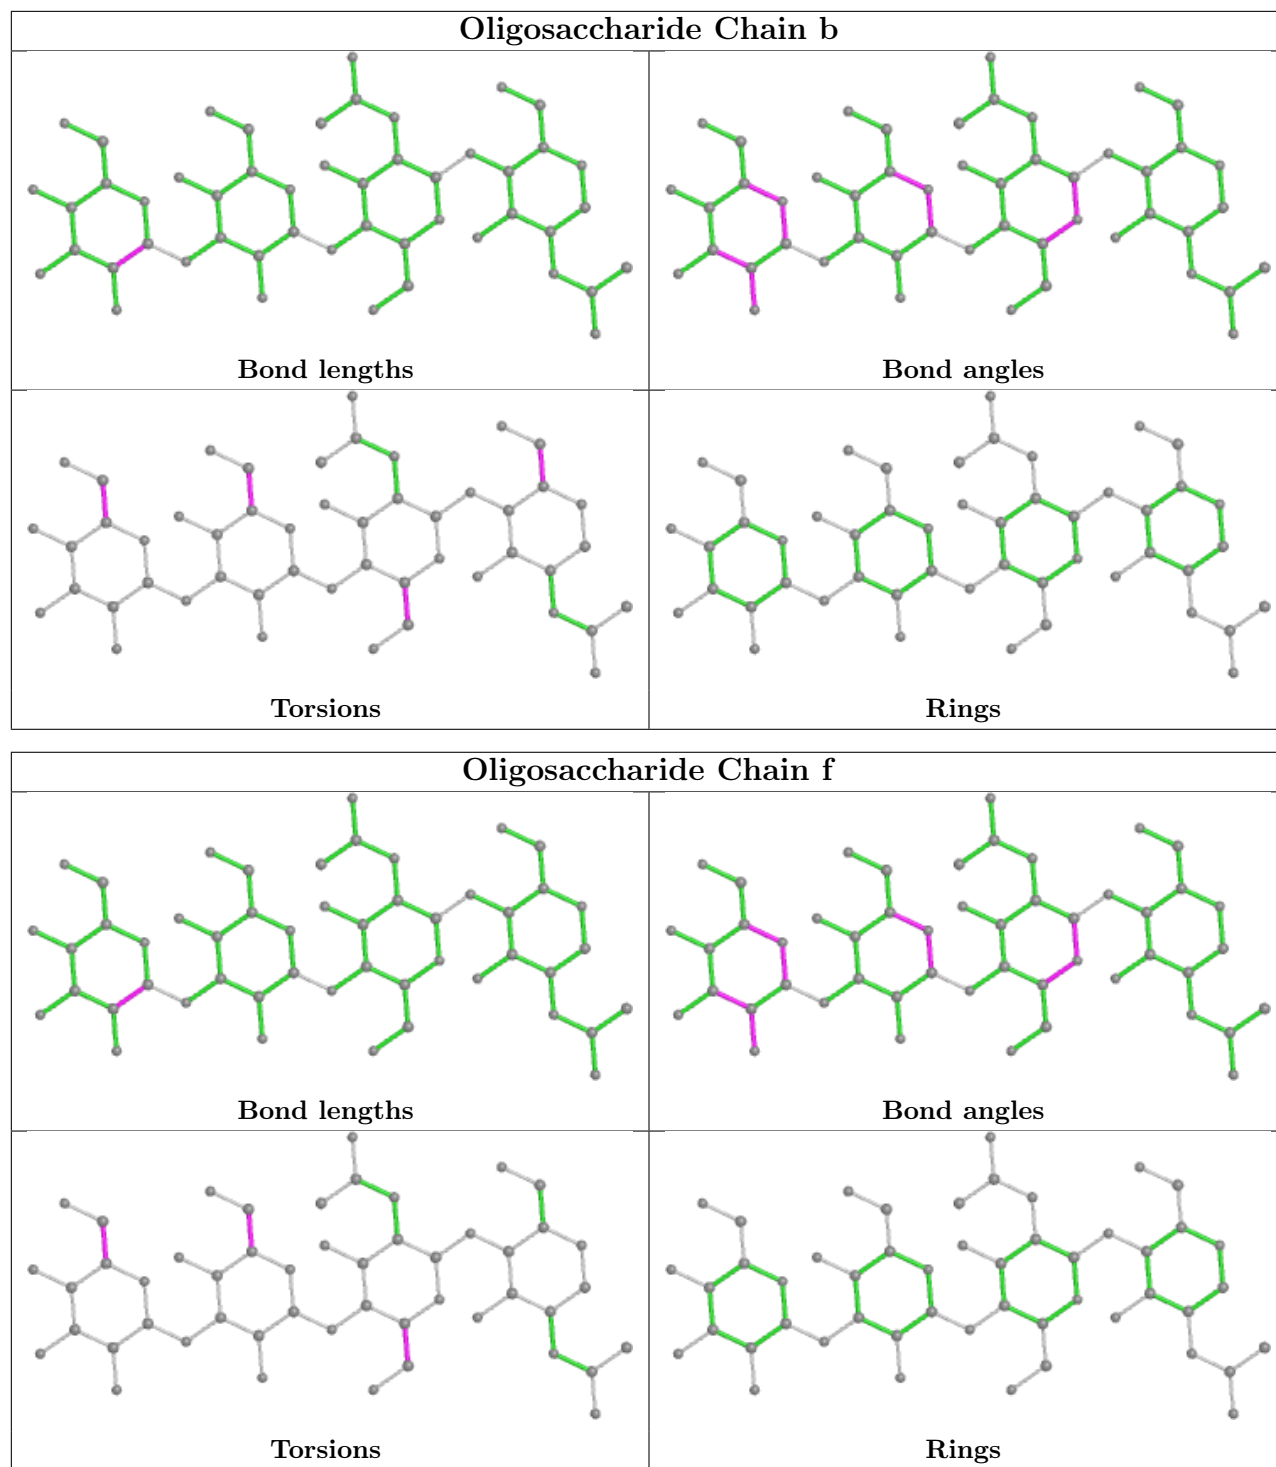 Oligosaccharide Chain b
Bond lengths
Bond angles
Torsions
Rings
Oligosaccharide Chain f
Bond lengths
Bond angles
Torsions
Rings